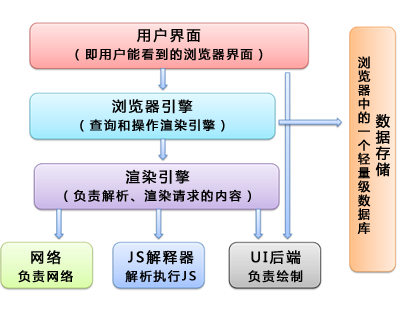 用户界面
（即用户能看到的浏览器界面）
浏览器引擎
（查询和操作渲染引擎）
渲染引擎
（负责解析、渲染请求的内容）
网络
负责网络
JS解释器
解析执行JS
UI后端
负责绘制
数据存储
浏览器中的一个轻量级数据库